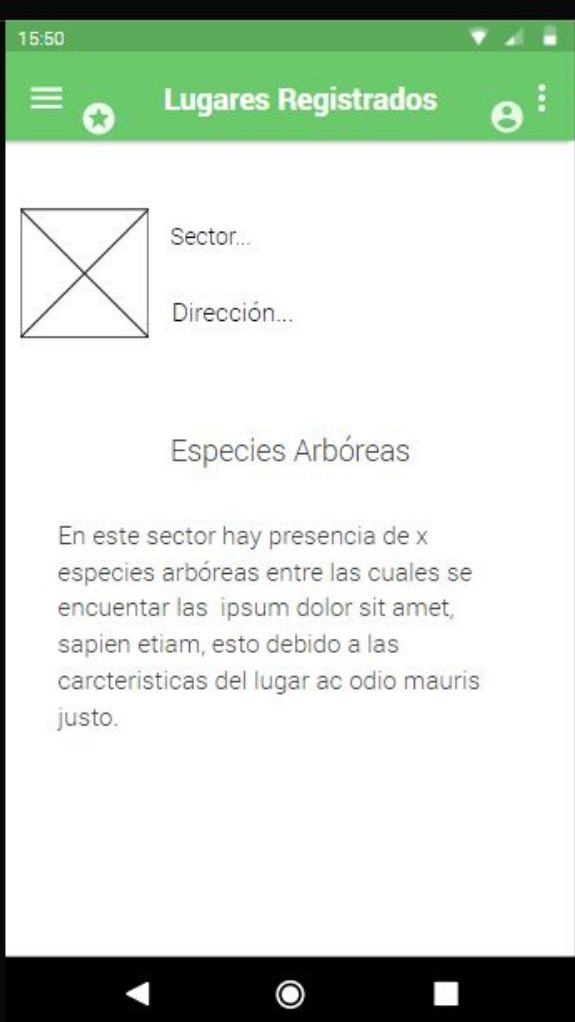 15:50
Lugares Registrados
Sector...
Dirección...
Especies Arbóreas
En este sector hay presencia de x
especies arbóreas entre las cuales se
encuentar las ipsum dolor sit amet,
sapien etiam, esto debido a las
carcteristicas del lugar ac odio mauris
justo.